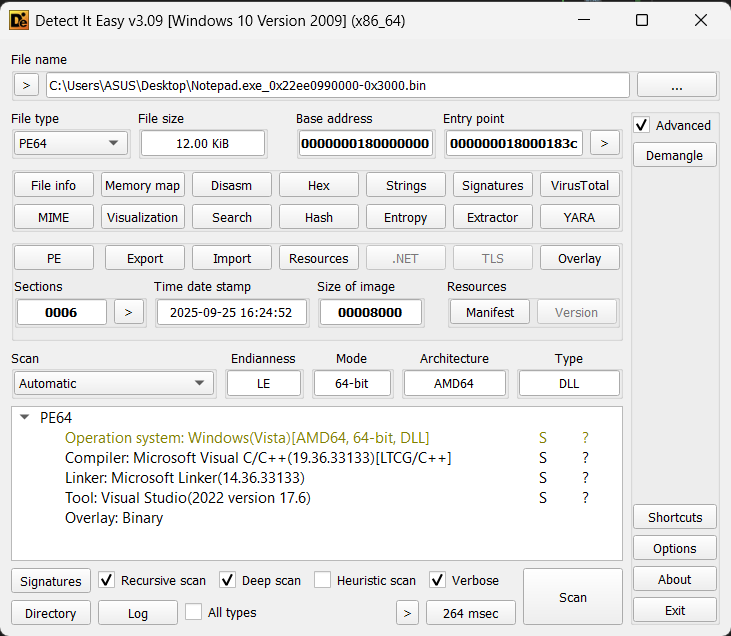 Detect It Easy v3.09 [Windows 10 Version 2009] (x86_64)
File name
> C:\Users\ASUS\Desktop\Notepad.exe_0x22ee0990000-0x3000.bin ...
File type File size Base address Entry point Advanced
PE64 12.00 KiB 0000000180000000 000000018000183c >
Demangle
File info Memory map Disasm Hex Strings Signatures VirusTotal
MIME Visualization Search Hash Entropy Extractor YARA
PE Export Import Resources .NET TLS Overlay
Sections Time date stamp Size of image Resources
0006 > 2025-09-25 16:24:52 00008000 Manifest Version
Scan Endianness Mode Architecture Type
Automatic LE 64-bit AMD64 DLL
PE64
Operation system: Windows(Vista)[AMD64, 64-bit, DLL] S ?
Compiler: Microsoft Visual C/C++(19.36.33133)[LTCG/C++] S ?
Linker: Microsoft Linker(14.36.33133) S ?
Tool: Visual Studio(2022 version 17.6) S ?
Overlay: Binary
Shortcuts
Options
Signatures Recursive scan Deep scan Heuristic scan Verbose Scan About
Directory Log All types > 264 msec Exit